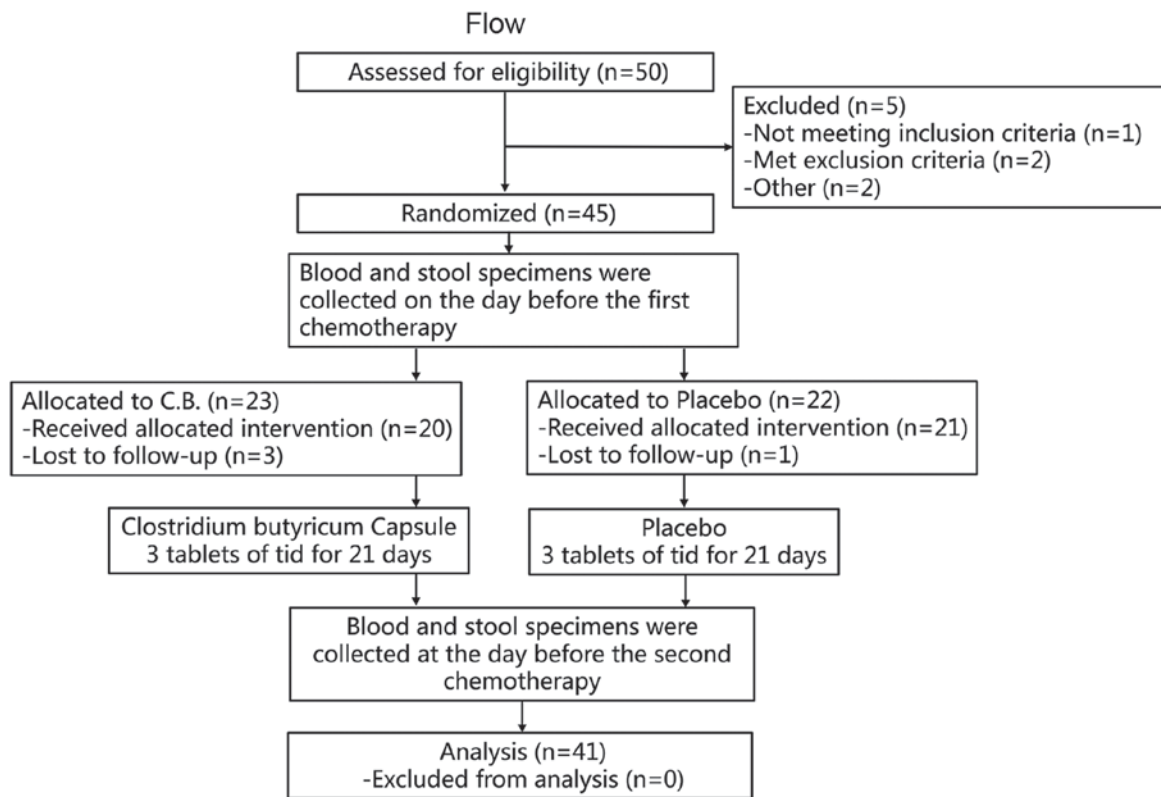 Flow
Assessed for eligibility (n=50)
Excluded (n=5)
-Not meeting inclusion criteria (n=1)
-Met exclusion criteria (n=2)
-Other (n=2)
Randomized (n=45)
Blood and stool specimens were
collected on the day before the first
chemotherapy
Allocated to C.B. (n=23)
-Received allocated intervention (n=20)
-Lost to follow-up (n=3)
Allocated to Placebo (n=22)
-Received allocated intervention (n=21)
-Lost to follow-up (n=1)
Clostridium butyricum Capsule
3 tablets of tid for 21 days
Placebo
3 tablets of tid for 21 days
Blood and stool specimens were
collected at the day before the second
chemotherapy
Analysis (n=41)
-Excluded from analysis (n=0)